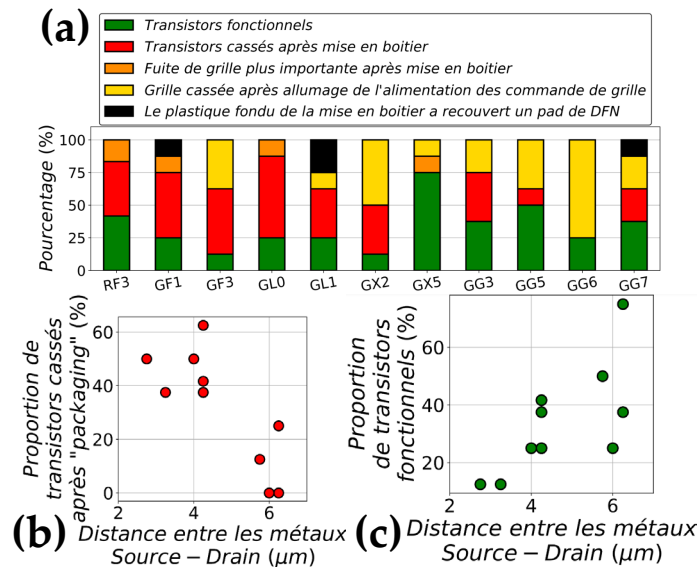 (a)
Transistors fonctionnels
Transistors cassés après mise en boitier
Fuite de grille plus importante après mise en boitier
Grille cassée après allumage de l'alimentation des commande de grille
Le plastique fondu de la mise en boitier a recouvert un pad de DFN
Pourcentage (%)
100
75
50
25
0
RF3 GF1 GF3 GL0 GL1 GX2 GX5 GG3 GG5 GG6 GG7
(b)
Proportion de
transistors cassés
après "packaging" (%)
60
40
20
0
2 4 6
Distance entre les métaux
Source − Drain (μm)
(c)
Proportion
de transistors
fonctionnels (%)
60
40
20
2 4 6
Distance entre les métaux
Source − Drain (μm)